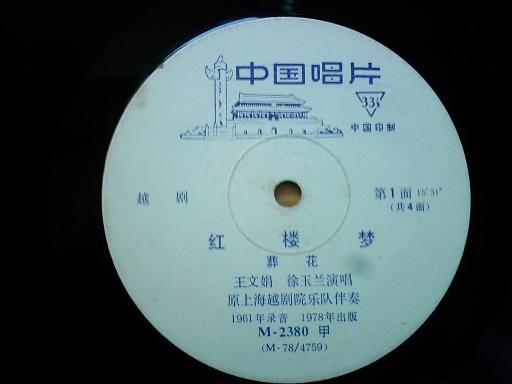 中国唱片
33⅓
中国印制
越 剧
第1面 15'31"
(共4面)
红 楼 梦
葬 花
王文娟 徐玉兰演唱
原上海越剧院乐队伴奏
1961年录音 1978年出版
M-2380 甲
(M-78/4759)